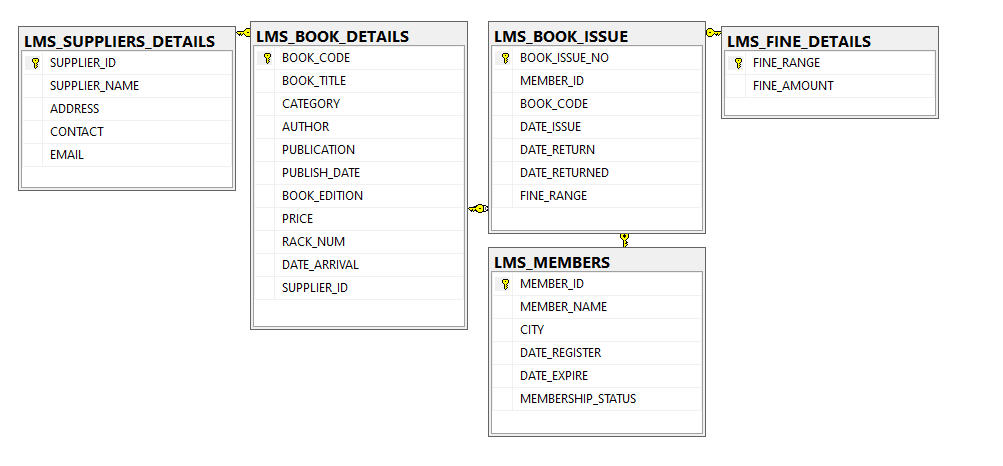 LMS_SUPPLIERS_DETAILS
SUPPLIER_ID
SUPPLIER_NAME
ADDRESS
CONTACT
EMAIL
LMS_BOOK_DETAILS
BOOK_CODE
BOOK_TITLE
CATEGORY
AUTHOR
PUBLICATION
PUBLISH_DATE
BOOK_EDITION
PRICE
RACK_NUM
DATE_ARRIVAL
SUPPLIER_ID
LMS_BOOK_ISSUE
BOOK_ISSUE_NO
MEMBER_ID
BOOK_CODE
DATE_ISSUE
DATE_RETURN
DATE_RETURNED
FINE_RANGE
LMS_FINE_DETAILS
FINE_RANGE
FINE_AMOUNT
LMS_MEMBERS
MEMBER_ID
MEMBER_NAME
CITY
DATE_REGISTER
DATE_EXPIRE
MEMBERSHIP_STATUS